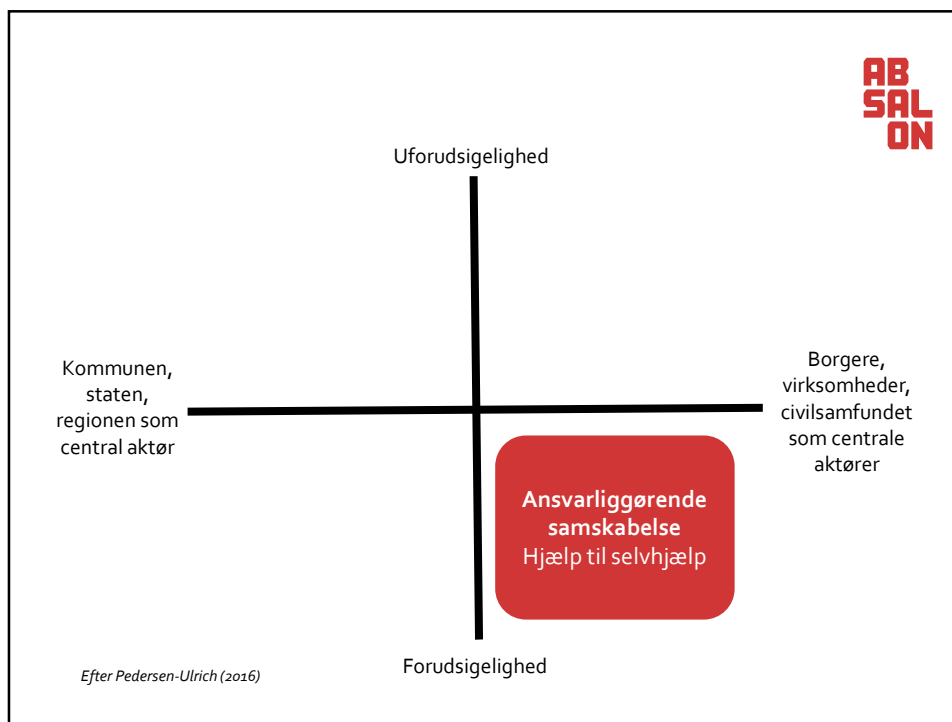 AB
SAL
ON
Uforudsigelighed
Kommunen,
staten,
regionen som
central aktør
Borgere,
virksomheder,
civilsamfundet
som centrale
aktører
Ansvarliggørende
samskabelse
Hjælp til selvhjælp
Forudsigelighed
Efter Pedersen-Ulrich (2016)